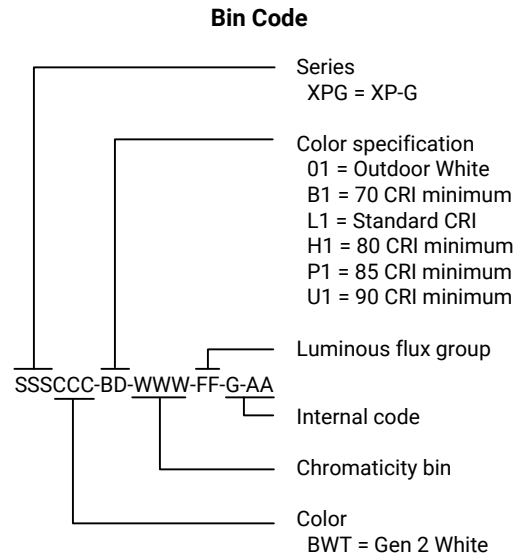 Bin Code
Series
XPG = XP-G
Color specification
01 = Outdoor White
B1 = 70 CRI minimum
L1 = Standard CRI
H1 = 80 CRI minimum
P1 = 85 CRI minimum
U1 = 90 CRI minimum
Luminous flux group
SSSCCC-BD-WWW-FF-G-AA
Internal code
Chromaticity bin
Color
BWT = Gen 2 White